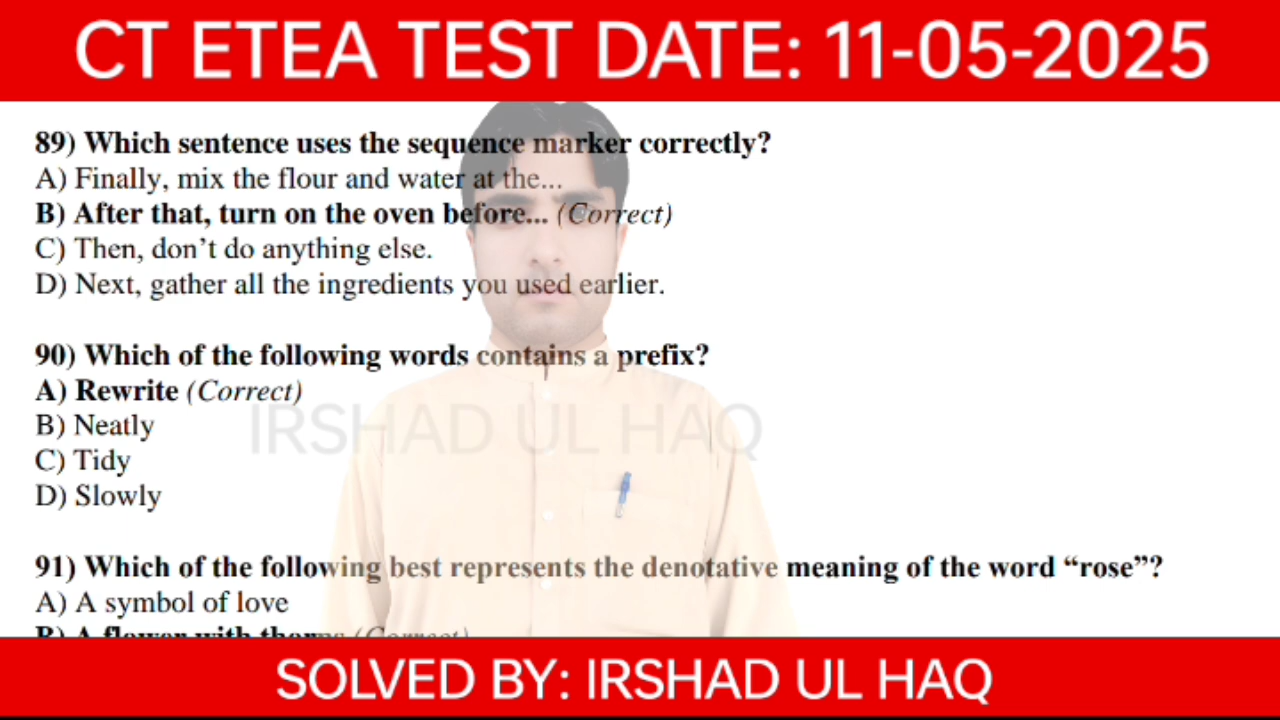 CT ETEA TEST DATE: 11-05-2025
89) Which sentence uses the sequence marker correctly?
A) Finally, mix the flour and water at the...
B) After that, turn on the oven before... (Correct)
C) Then, don’t do anything else.
D) Next, gather all the ingredients you used earlier.
90) Which of the following words contains a prefix?
A) Rewrite (Correct)
IRSHAD UL HAQ
B) Neatly
C) Tidy
D) Slowly
91) Which of the following best represents the denotative meaning of the word “rose”?
A) A symbol of love
B) A flower with thorns (Correct)
SOLVED BY: IRSHAD UL HAQ